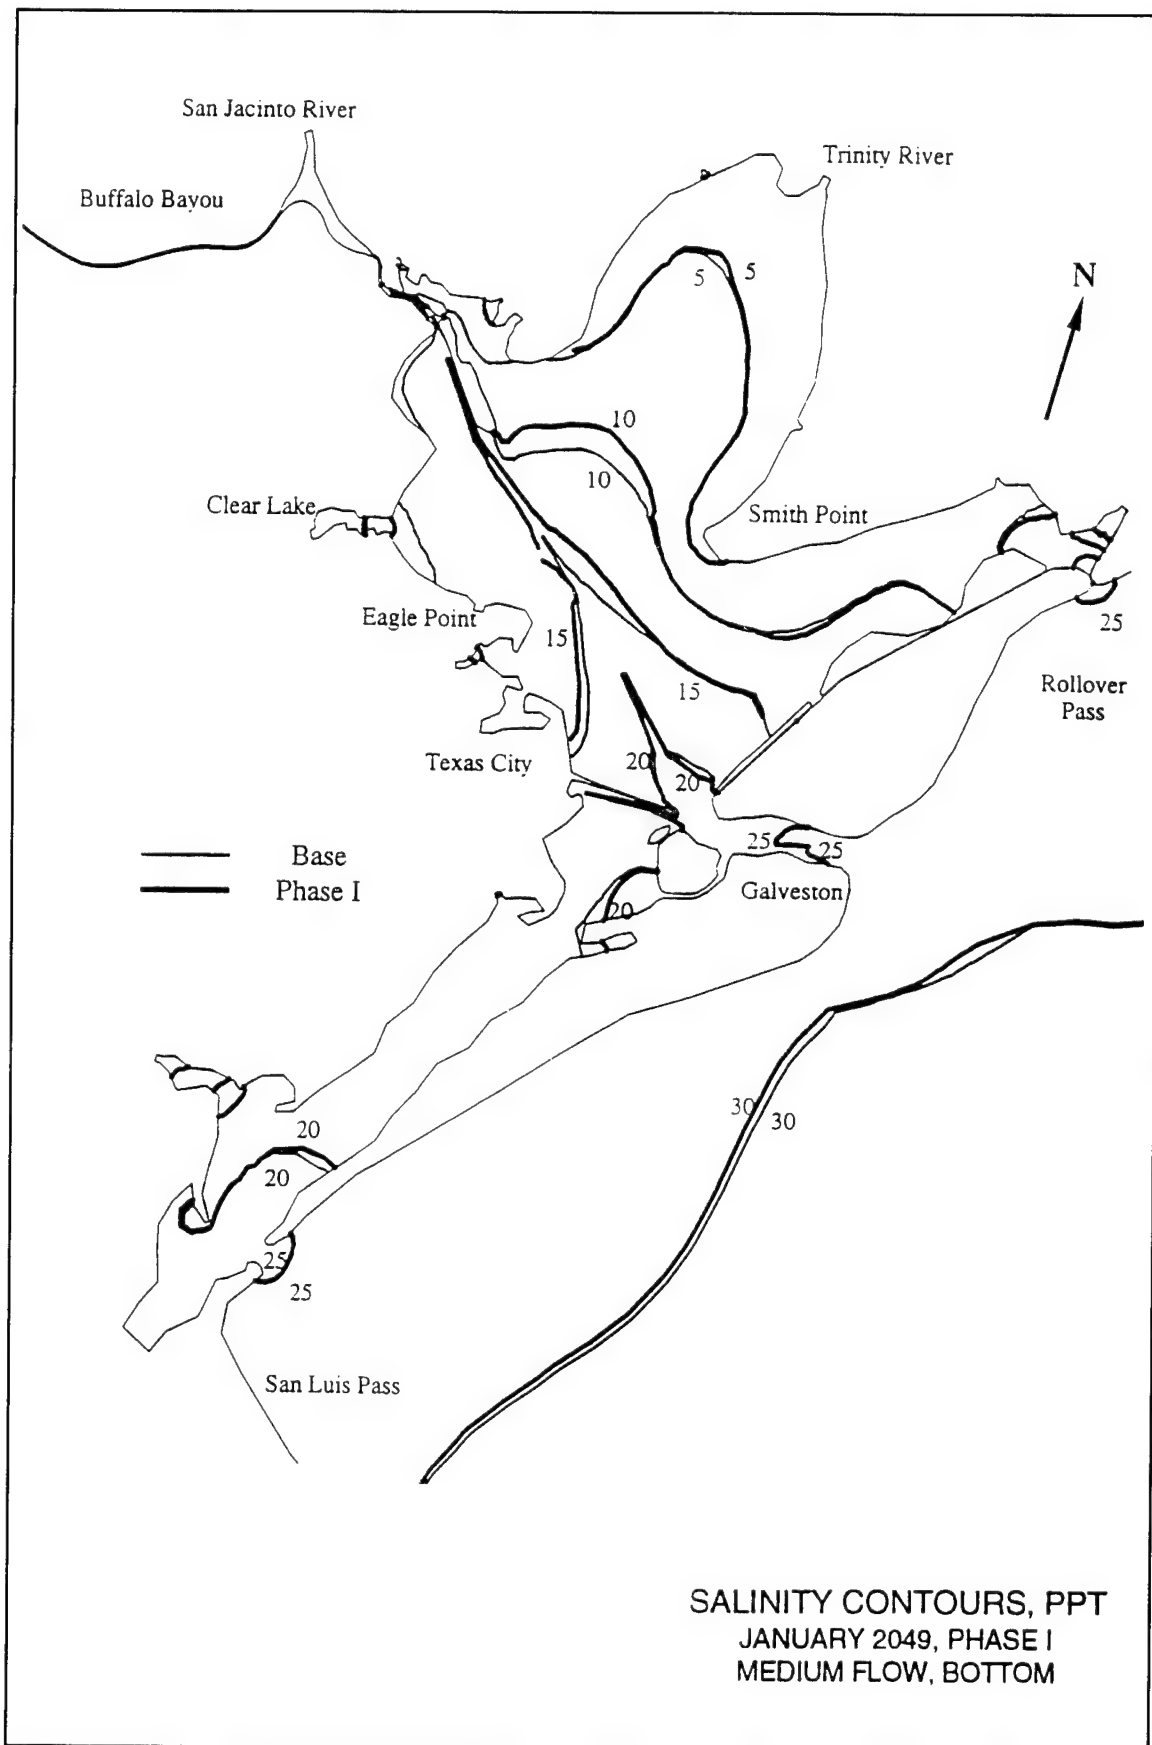 San Jacinto River
Trinity River
Buffalo Bayou
5
5
N
10
10
Clear Lake
Smith Point
Eagle Point
15
25
15
Rollover
Pass
Texas City
20
20
25
25
Base
Phase I
Galveston
20
30
30
20
20
25
25
San Luis Pass
SALINITY CONTOURS, PPT
JANUARY 2049, PHASE I
MEDIUM FLOW, BOTTOM